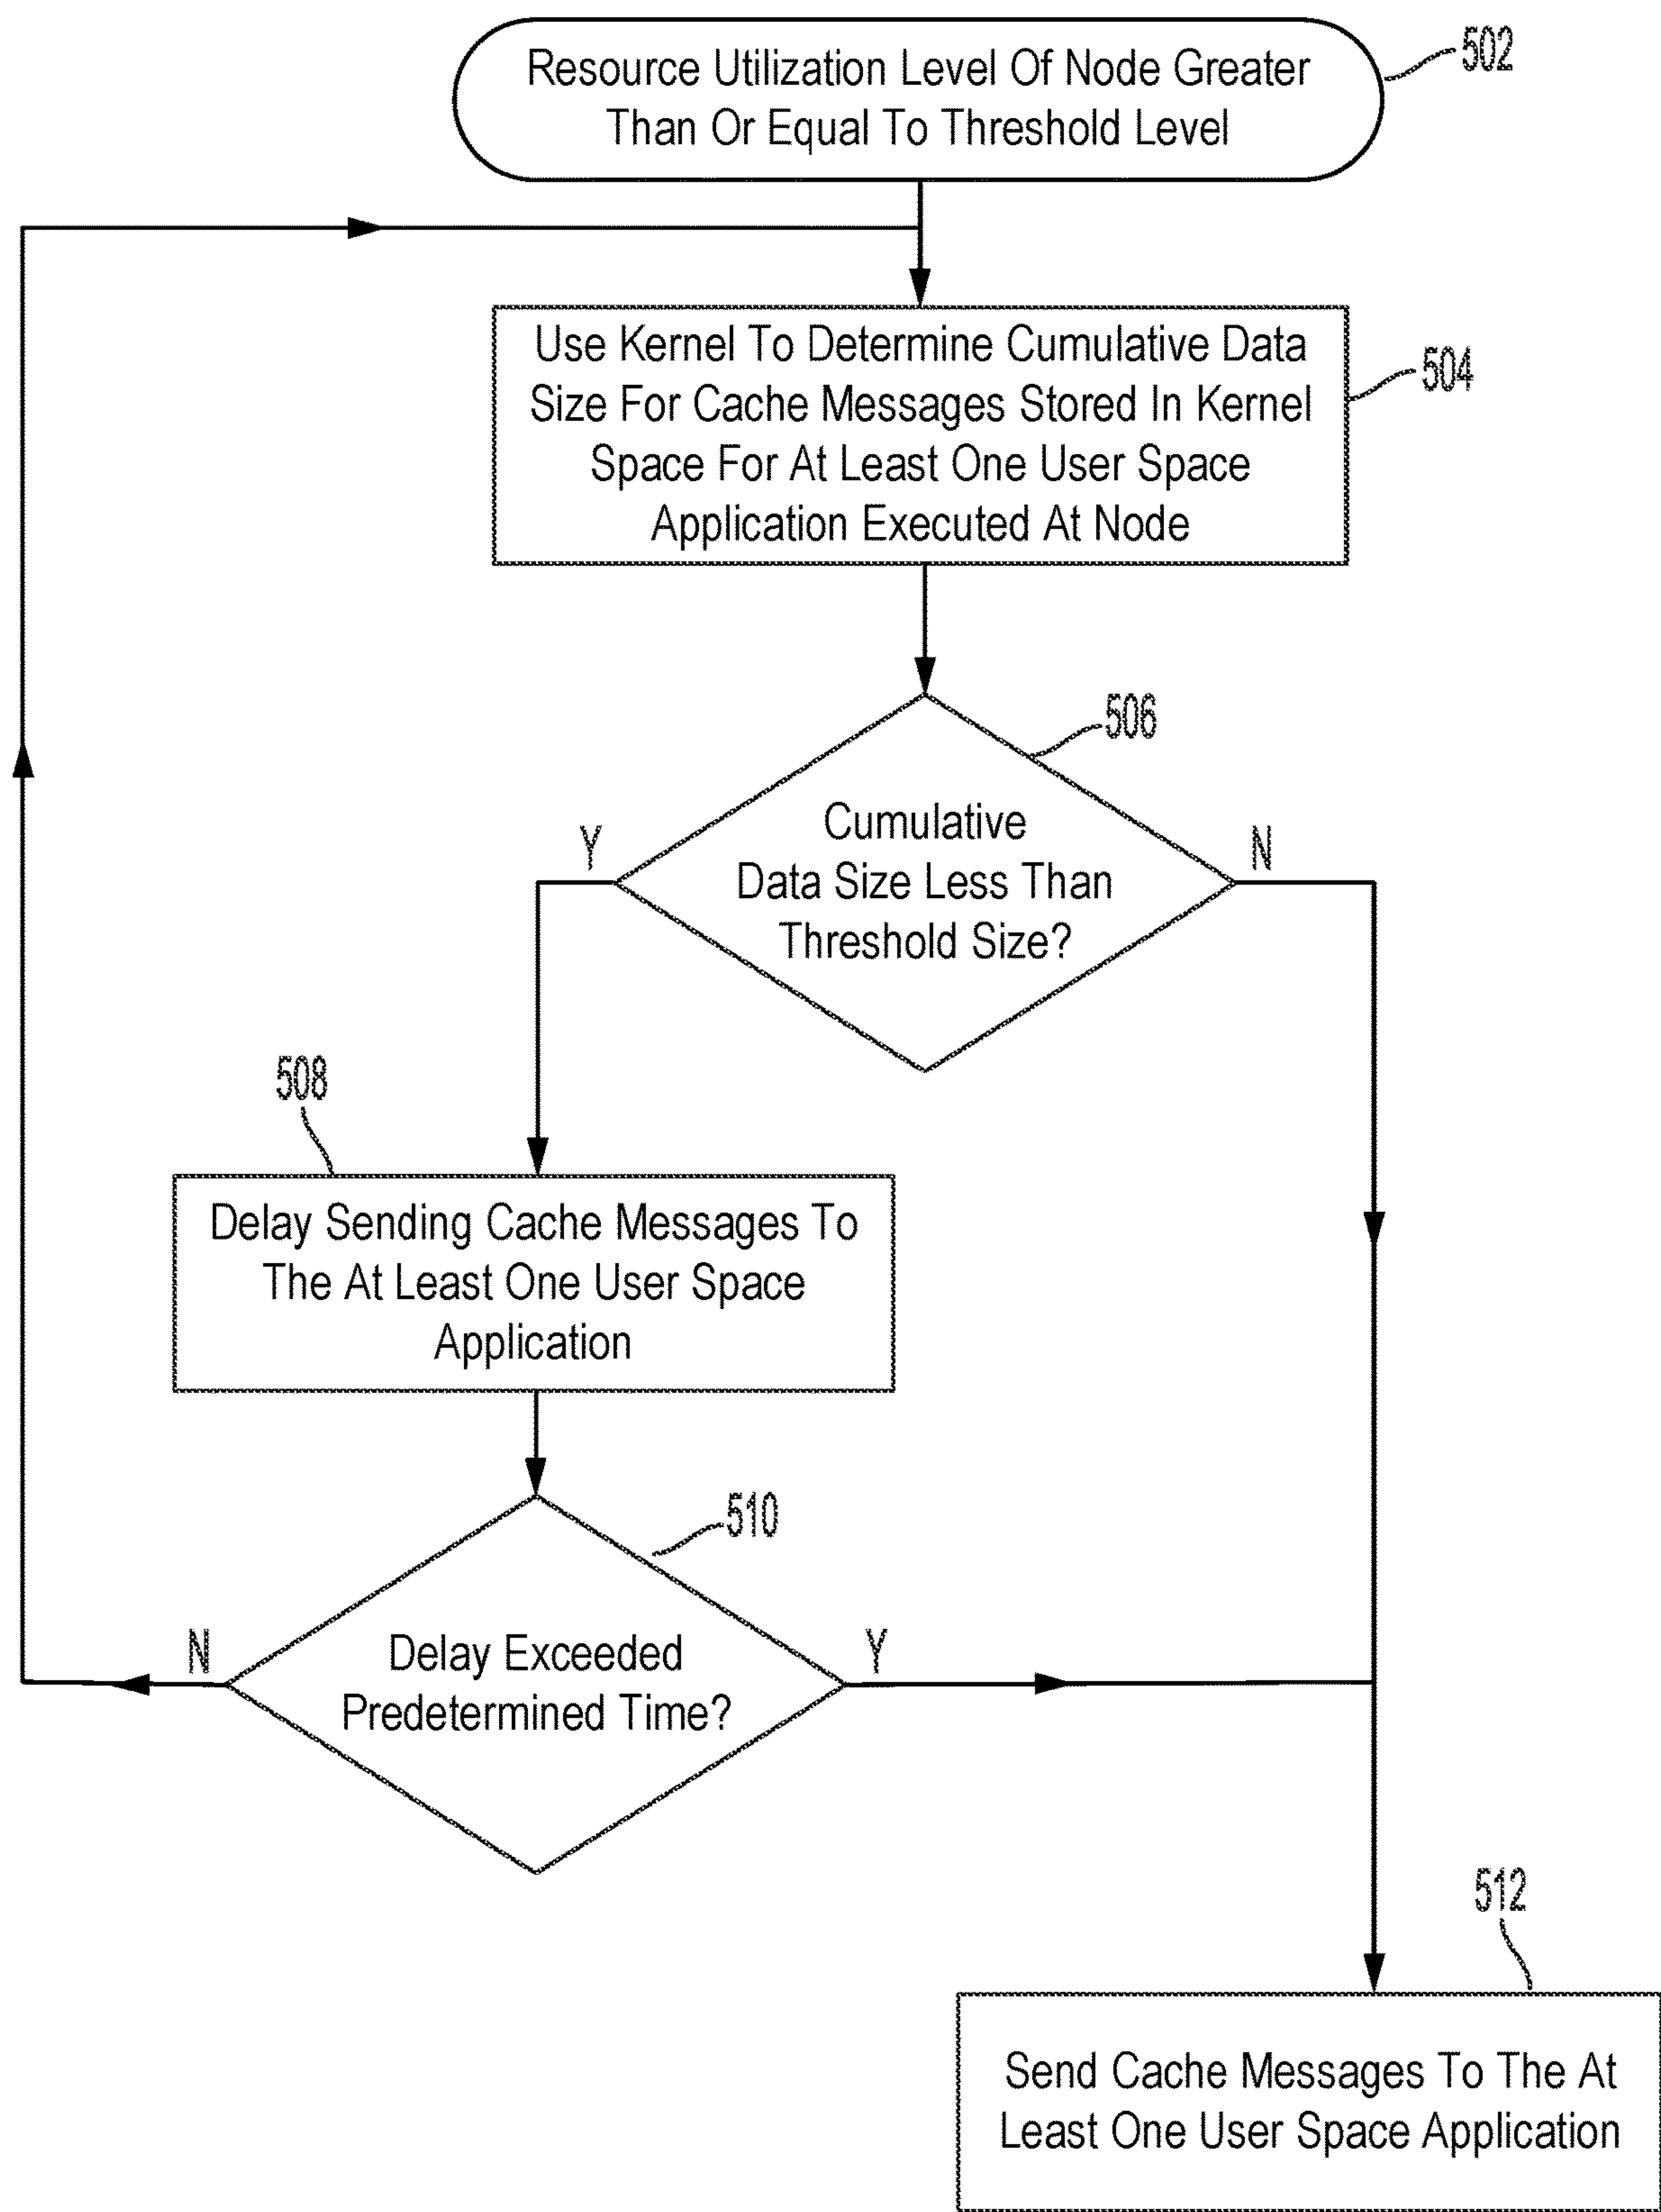 Resource Utilization Level Of Node Greater
Than Or Equal To Threshold Level
502
Use Kernel To Determine Cumulative Data
Size For Cache Messages Stored In Kernel
Space For At Least One User Space
Application Executed At Node
504
506
Cumulative
Data Size Less Than
Threshold Size?
Y
N
508
Delay Sending Cache Messages To
The At Least One User Space
Application
510
Delay Exceeded
Predetermined Time?
N
Y
512
Send Cache Messages To The At
Least One User Space Application